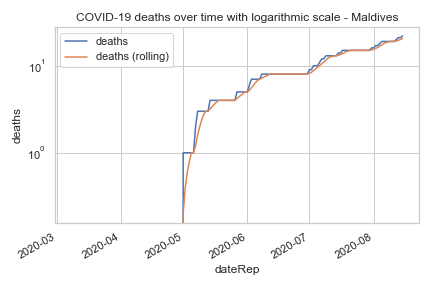 COVID-19 deaths over time with logarithmic scale - Maldives
deaths
deaths (rolling)
10¹
10⁰
deaths
2020-03
2020-04
2020-05
2020-06
2020-07
2020-08
dateRep